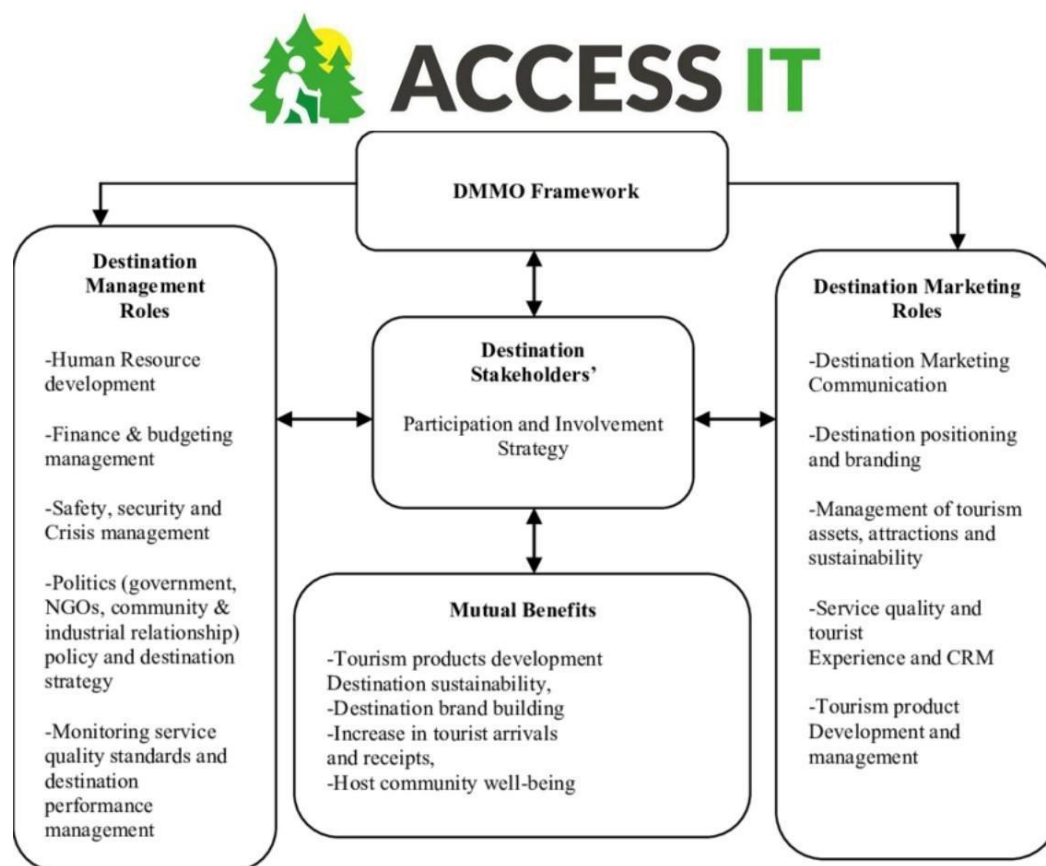 ACCESS IT
DMMO Framework
Destination
Management
Roles
-Human Resource
development
-Finance & budgeting
management
-Safety, security and
Crisis management
-Politics (government,
NGOs, community &
industrial relationship)
policy and destination
strategy
-Monitoring service
quality standards and
destination
performance
management
Destination
Stakeholders’
Participation and Involvement
Strategy
Mutual Benefits
-Tourism products development
Destination sustainability,
-Destination brand building
-Increase in tourist arrivals
and receipts,
-Host community well-being
Destination Marketing
Roles
-Destination Marketing
Communication
-Destination positioning
and branding
-Management of tourism
assets, attractions and
sustainability
-Service quality and
tourist
Experience and CRM
-Tourism product
Development and
management